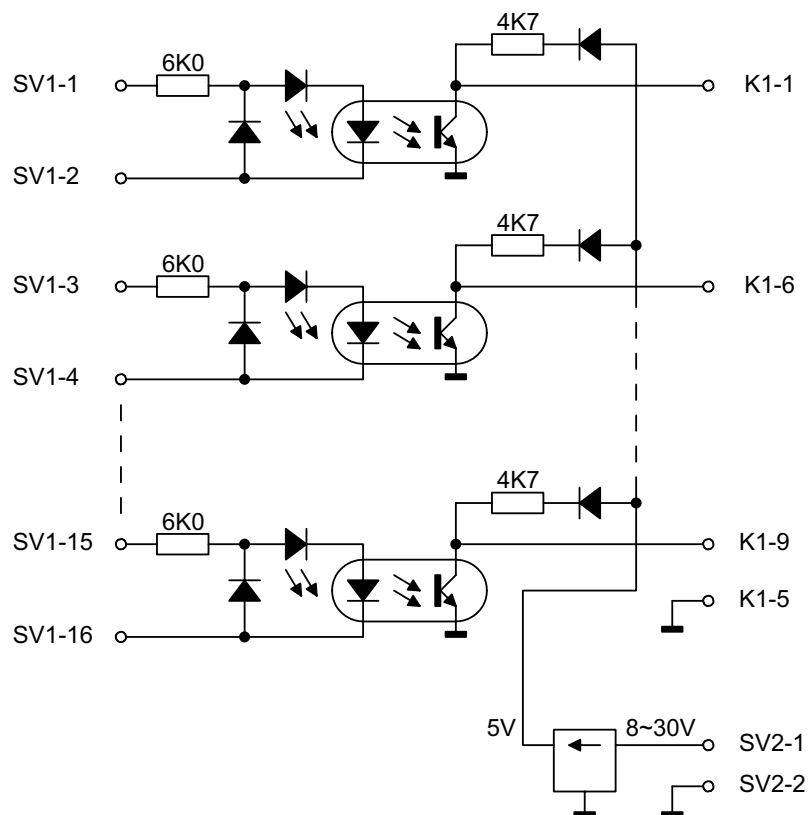 4K7
6K0
SV1-1
K1-1
SV1-2
4K7
6K0
SV1-3
K1-6
SV1-4
4K7
6K0
SV1-15
K1-9
K1-5
SV1-16
5V
8~30V
SV2-1
SV2-2